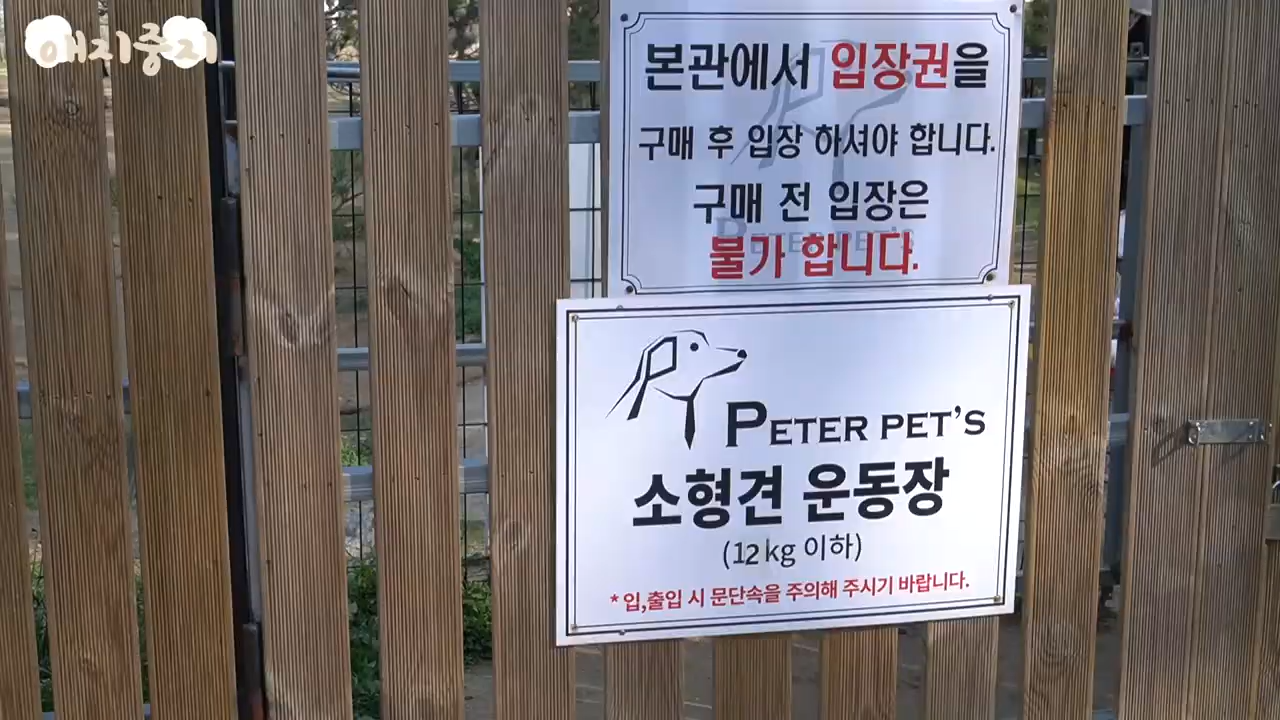 애지중지
본관에서 입장권을
구매 후 입장 하셔야 합니다.
구매 전 입장은
불가 합니다.
PETER PET'S
PETER PET'S
소형견 운동장
(12kg 이하)
*입,출입 시 문단속을 주의해 주시기 바랍니다.